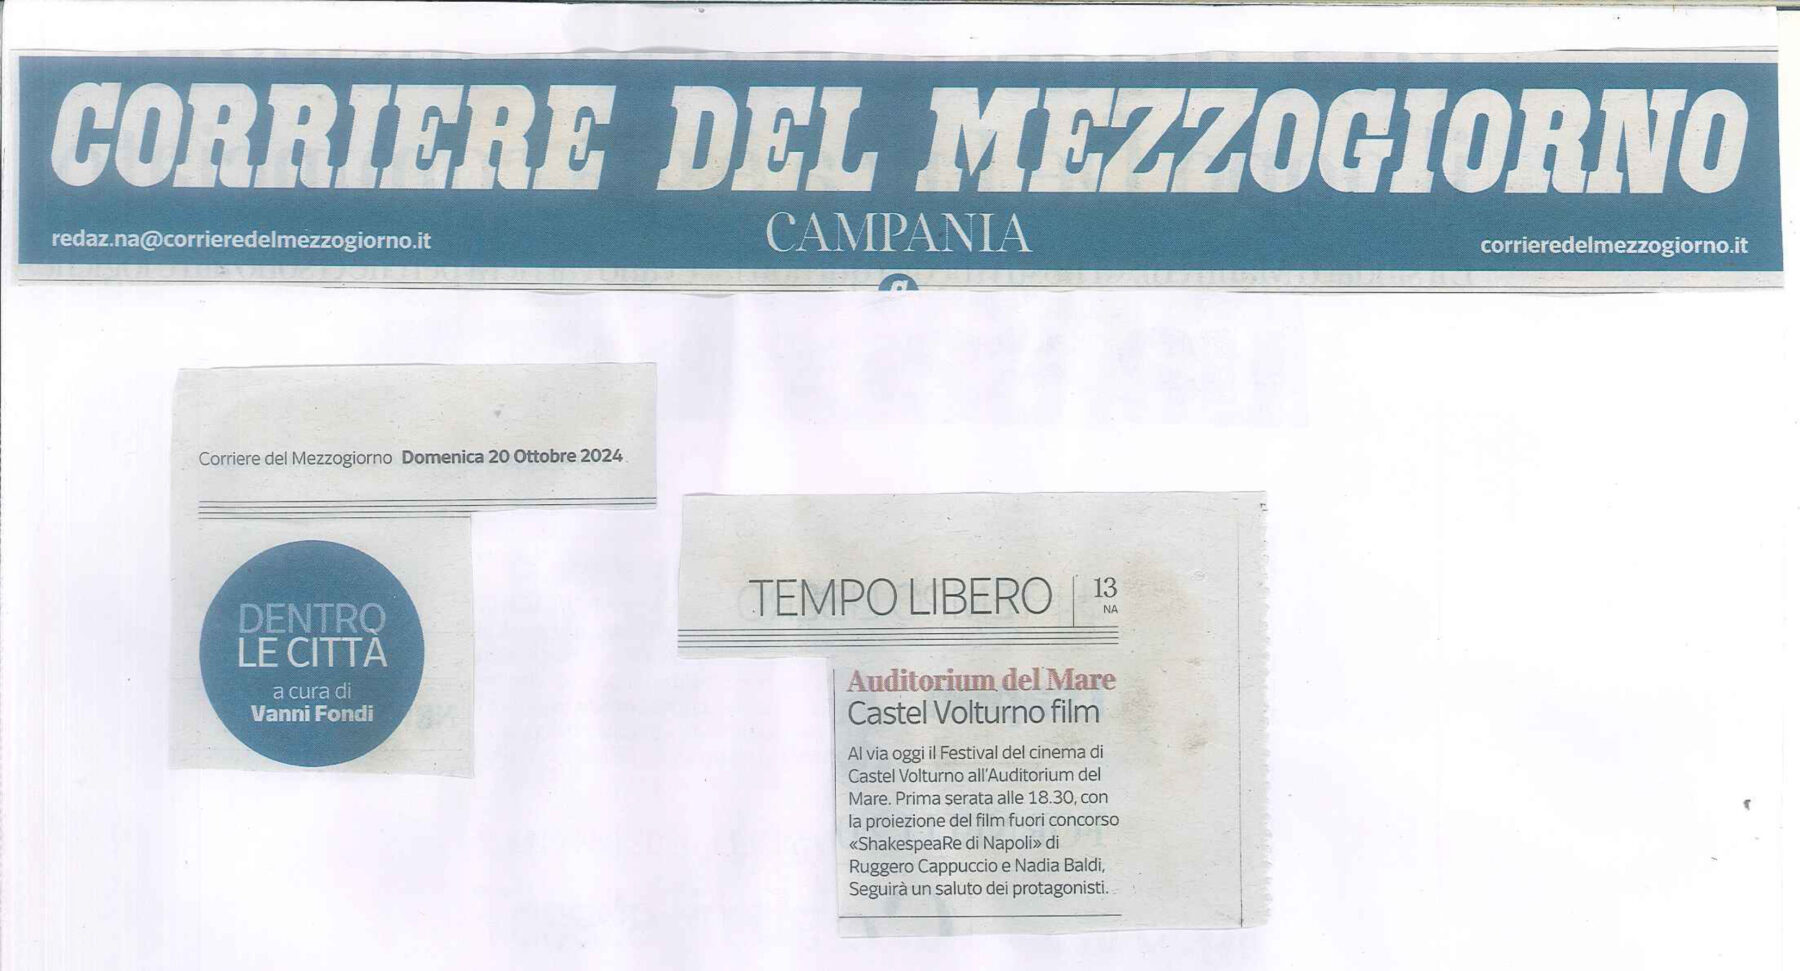 CORRIERE DEL MEZZOGIORNO
CAMPANIA
redaz.na@corrieredelmezzogiorno.it
corrieredelmezzogiorno.it
Corriere del Mezzogiorno Domenica 20 Ottobre 2024
DENTRO
LE CITTÀ
a cura di
Vanni Fondi
TEMPO LIBERO
13
NA
Auditorium del Mare
Castel Volturno film
Al via oggi il Festival del cinema di
Castel Volturno all'Auditorium del
Mare. Prima serata alle 18.30, con
la proiezione del film fuori concorso
«ShakespeaRe di Napoli» di
Ruggero Cappuccio e Nadia Baldi,
Seguirà un saluto dei protagonisti.